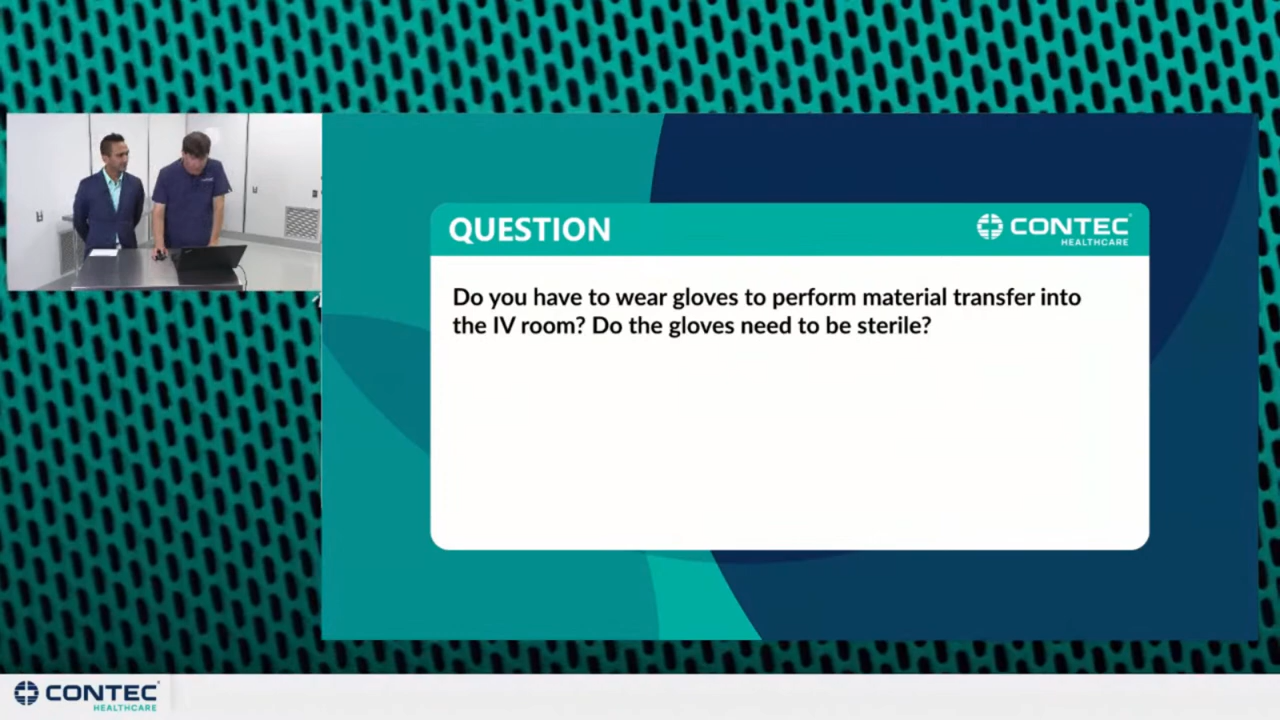 QUESTION
CONTEC
HEALTHCARE
Do you have to wear gloves to perform material transfer into
the IV room? Do the gloves need to be sterile?
CONTEC
HEALTHCARE